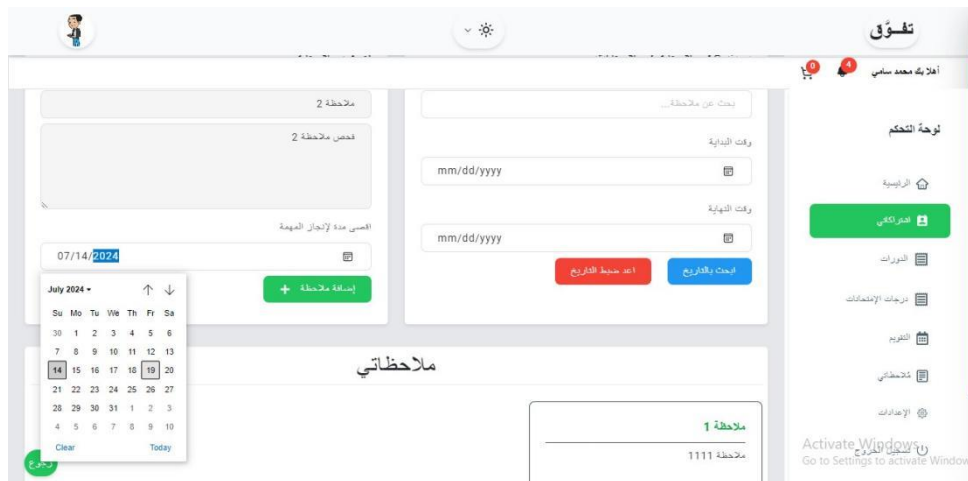 تفــوّق
أهلا بك محمد سامي
4
0
لوحة التحكم
الرئيسية
اشتراكاتي
الدورات
درجات الإمتحانات
التقويم
مُلاحظاتي
الإعدادات
تسجيل الخروج
بحث عن ملاحظة...
وقت البداية
mm/dd/yyyy
وقت النهاية
mm/dd/yyyy
ابحث بالتاريخ
اعد ضبط التاريخ
ملاحظة 2
فحص ملاحظة 2
اقصى مدة لإنجاز المهمة
07/14/2024
إضافة ملاحظة +
July 2024
Su Mo Tu We Th Fr Sa
30 1 2 3 4 5 6
7 8 9 10 11 12 13
14 15 16 17 18 19 20
21 22 23 24 25 26 27
28 29 30 31 1 2 3
4 5 6 7 8 9 10
Clear Today
ملاحظاتي
ملاحظة 1
ملاحظة 1111
رجوع
Activate Windows
Go to Settings to activate Window